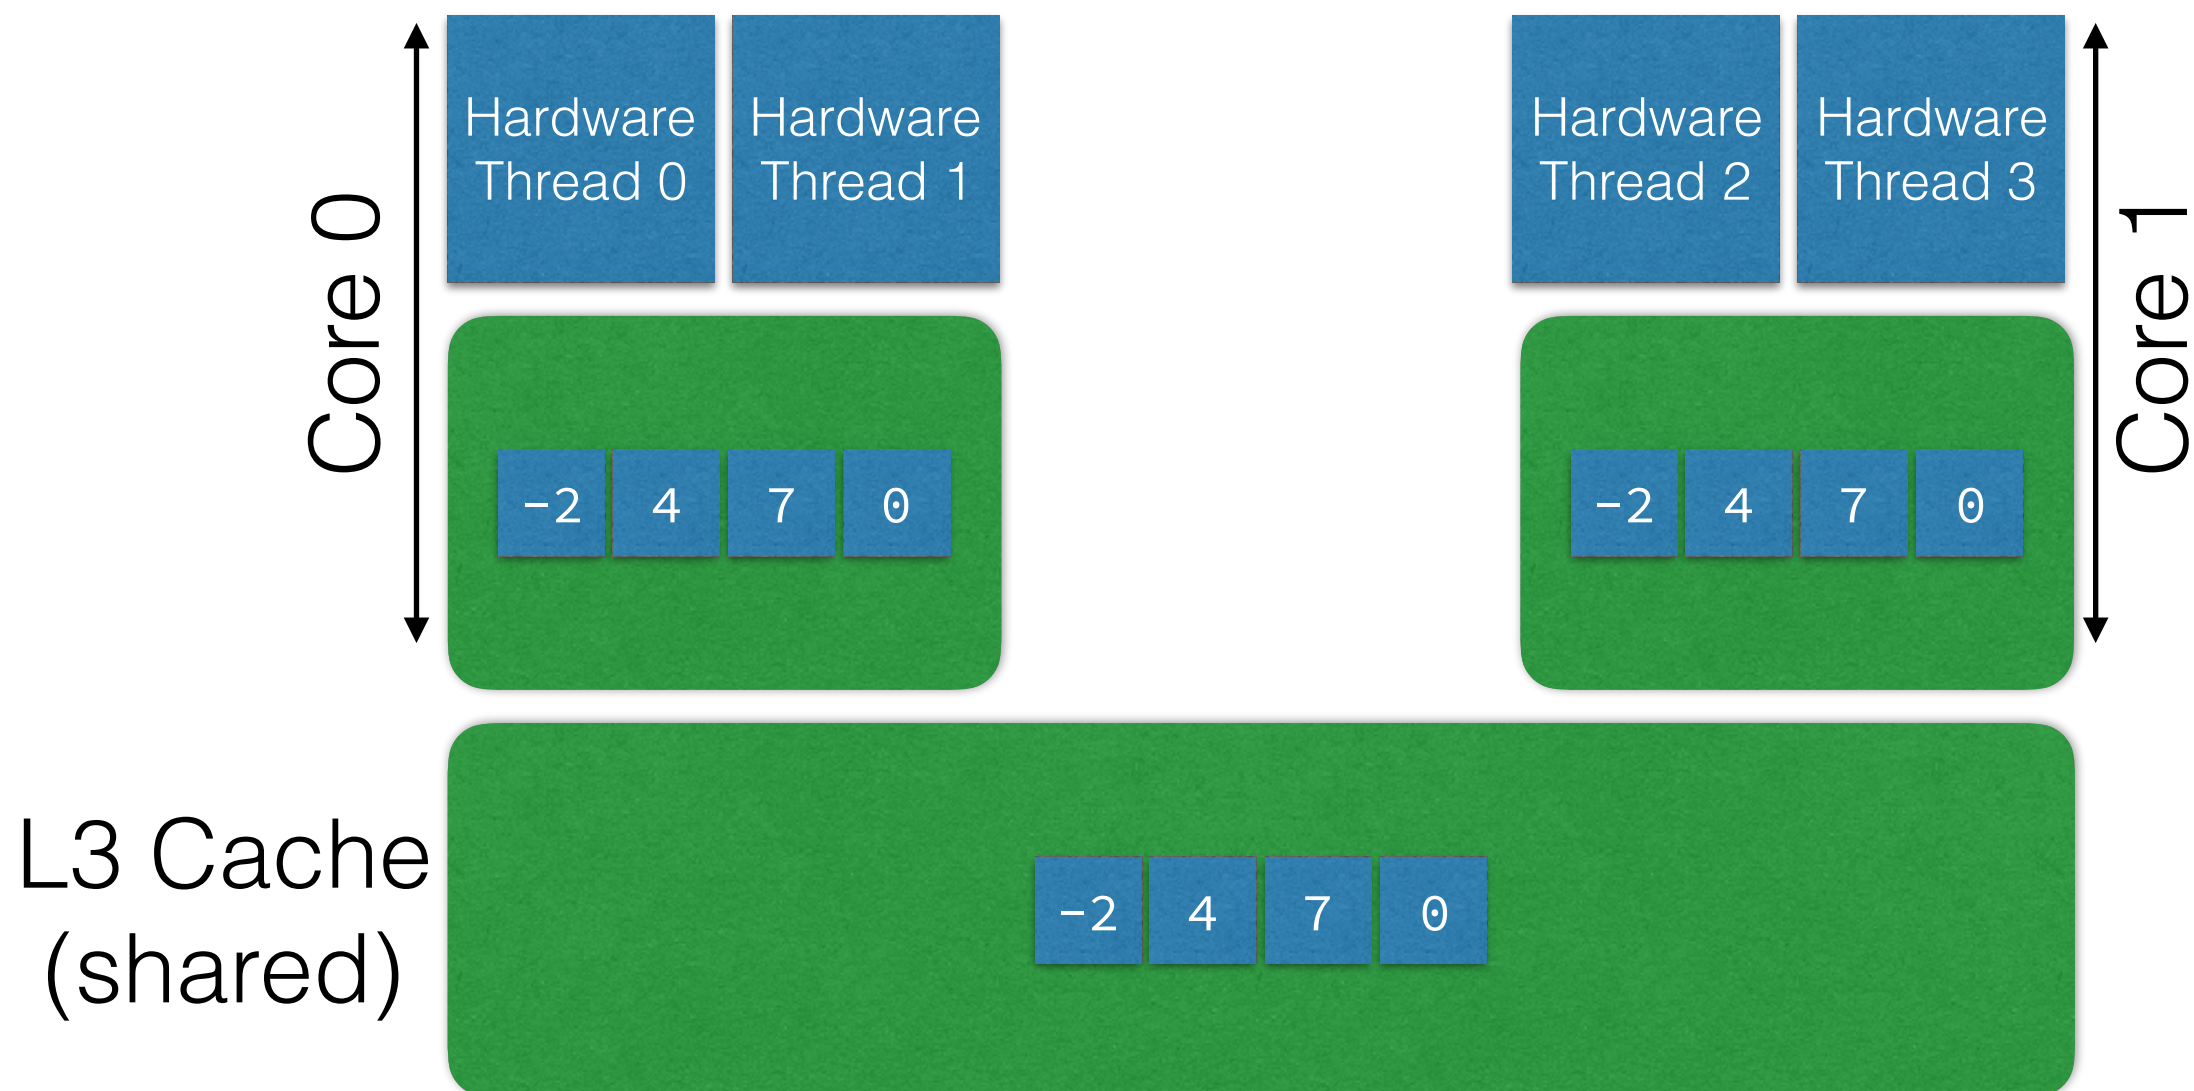 Core 0
Hardware
Thread 0
Hardware
Thread 1
Hardware
Thread 2
Hardware
Thread 3
Core 1
-2 4 7 0
-2 4 7 0
L3 Cache
(shared)
-2 4 7 0